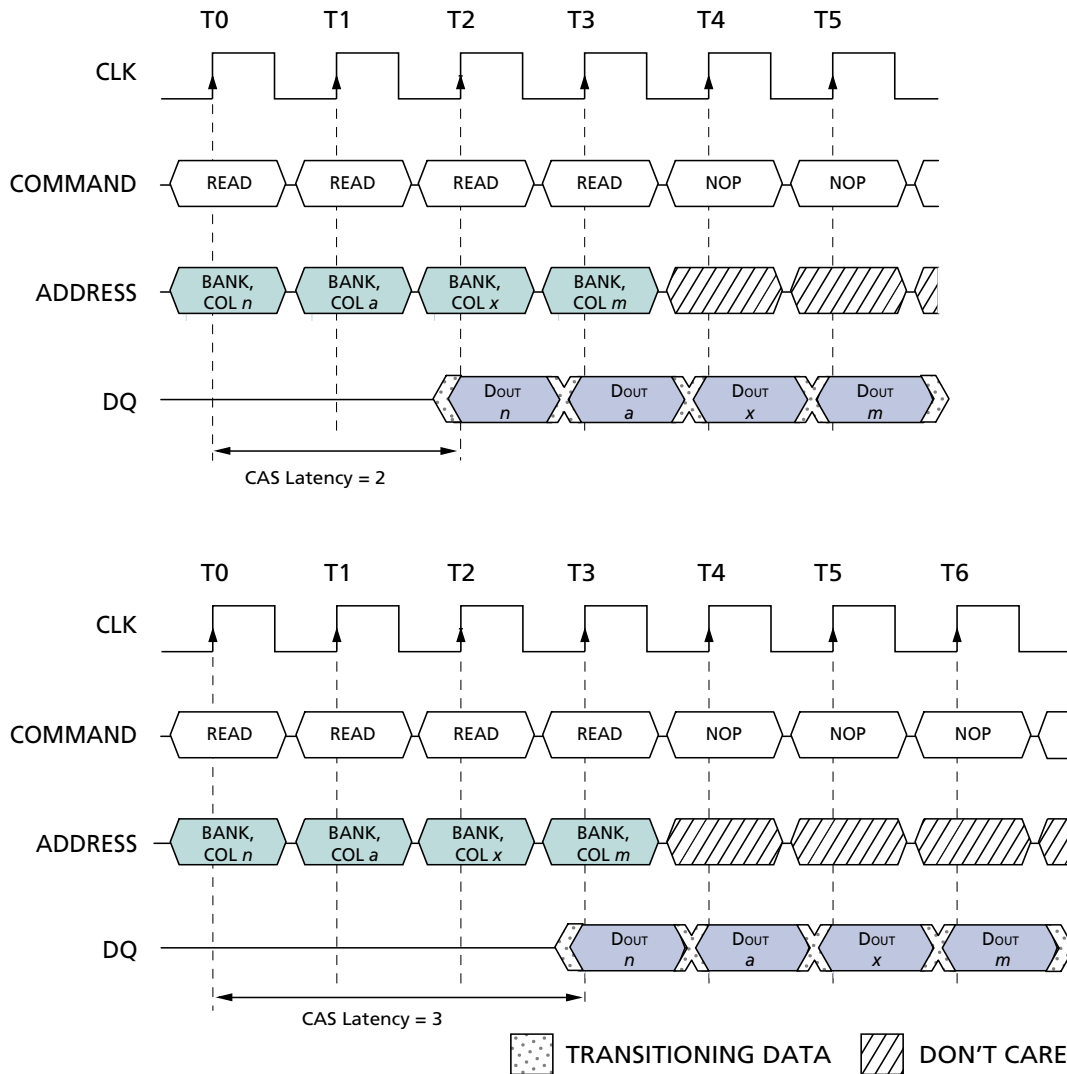 T0 T1 T2 T3 T4 T5
CLK
COMMAND READ READ READ READ NOP NOP
ADDRESS BANK, COL n BANK, COL a BANK, COL x BANK, COL m
DQ DOUT n DOUT a DOUT x DOUT m
CAS Latency = 2
T0 T1 T2 T3 T4 T5 T6
CLK
COMMAND READ READ READ READ NOP NOP NOP
ADDRESS BANK, COL n BANK, COL a BANK, COL x BANK, COL m
DQ DOUT n DOUT a DOUT x DOUT m
CAS Latency = 3
TRANSITIONING DATA DON'T CARE